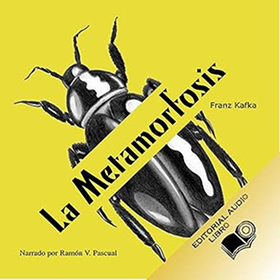 La Metamorfosis
Franz Kafka
Narrado por Ramón V. Pascual
EDITORIAL AUDIO
LIBRO